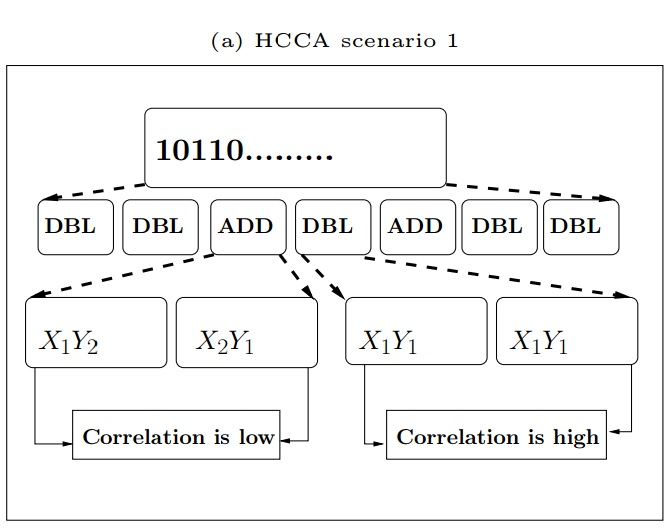 (a) HCCA scenario 1
10110.........
DBL DBL ADD DBL ADD DBL DBL
X₁Y₂ X₂Y₁ X₁Y₁ X₁Y₁
Correlation is low Correlation is high